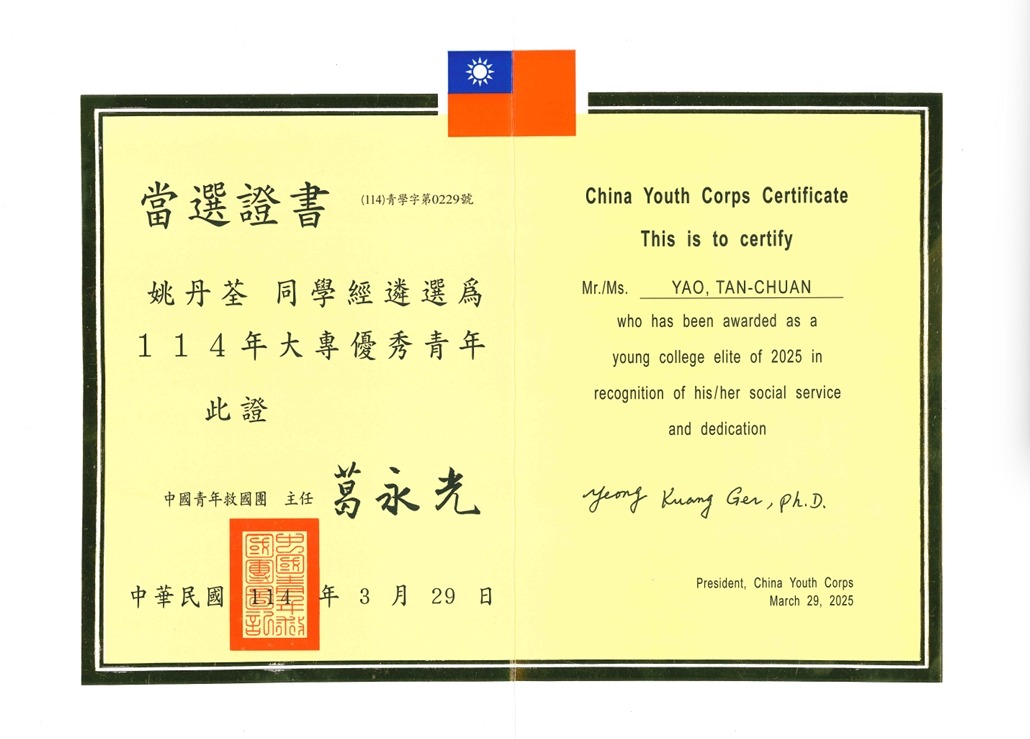 當選證書 (114)青學字第0229號
姚丹荃 同學經遴選爲
114年大專優秀青年
此證
中國青年救國團 主任 葛永光
中華民國 114 年 3 月 29 日
China Youth Corps Certificate
This is to certify
Mr./Ms. YAO, TAN-CHUAN
who has been awarded as a
young college elite of 2025 in
recognition of his/her social service
and dedication
Yeong Kuang Ger, Ph.D.
President, China Youth Corps
March 29, 2025